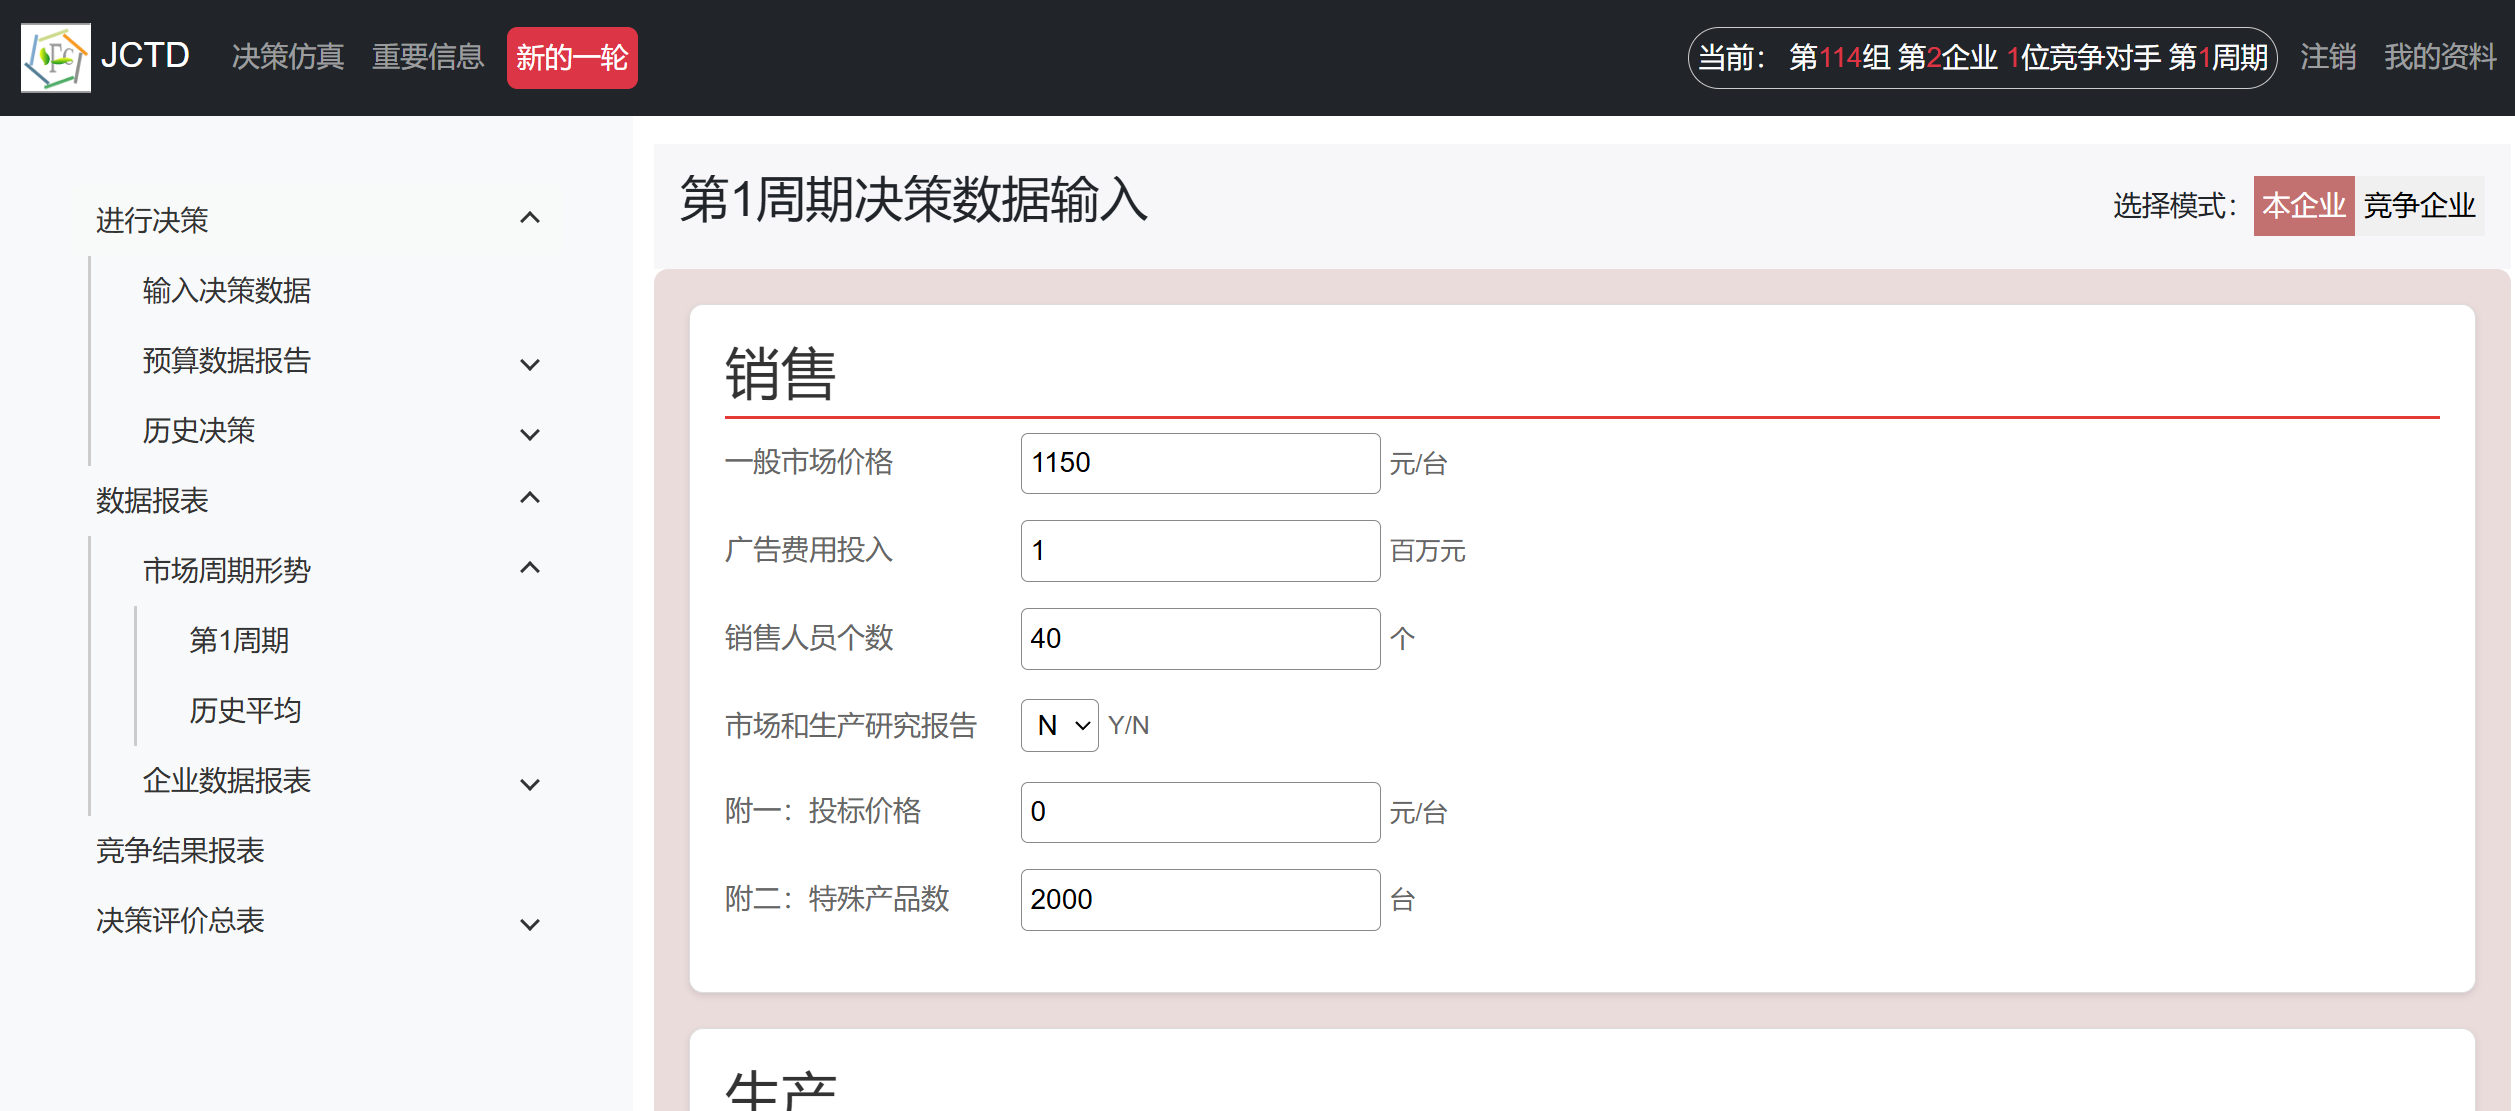 JCTD 决策仿真 重要信息 新的一轮 当前： 第114组 第2企业 1位竞争对手 第1周期 注销 我的资料
进行决策
输入决策数据
预算数据报告
历史决策
数据报表
市场周期形势
第1周期
历史平均
企业数据报表
竞争结果报表
决策评价总表
第1周期决策数据输入 选择模式： 本企业 竞争企业
销售
一般市场价格 1150 元/台
广告费用投入 1 百万元
销售人员个数 40 个
市场和生产研究报告 N Y/N
附一：投标价格 0 元/台
附二：特殊产品数 2000 台
生产